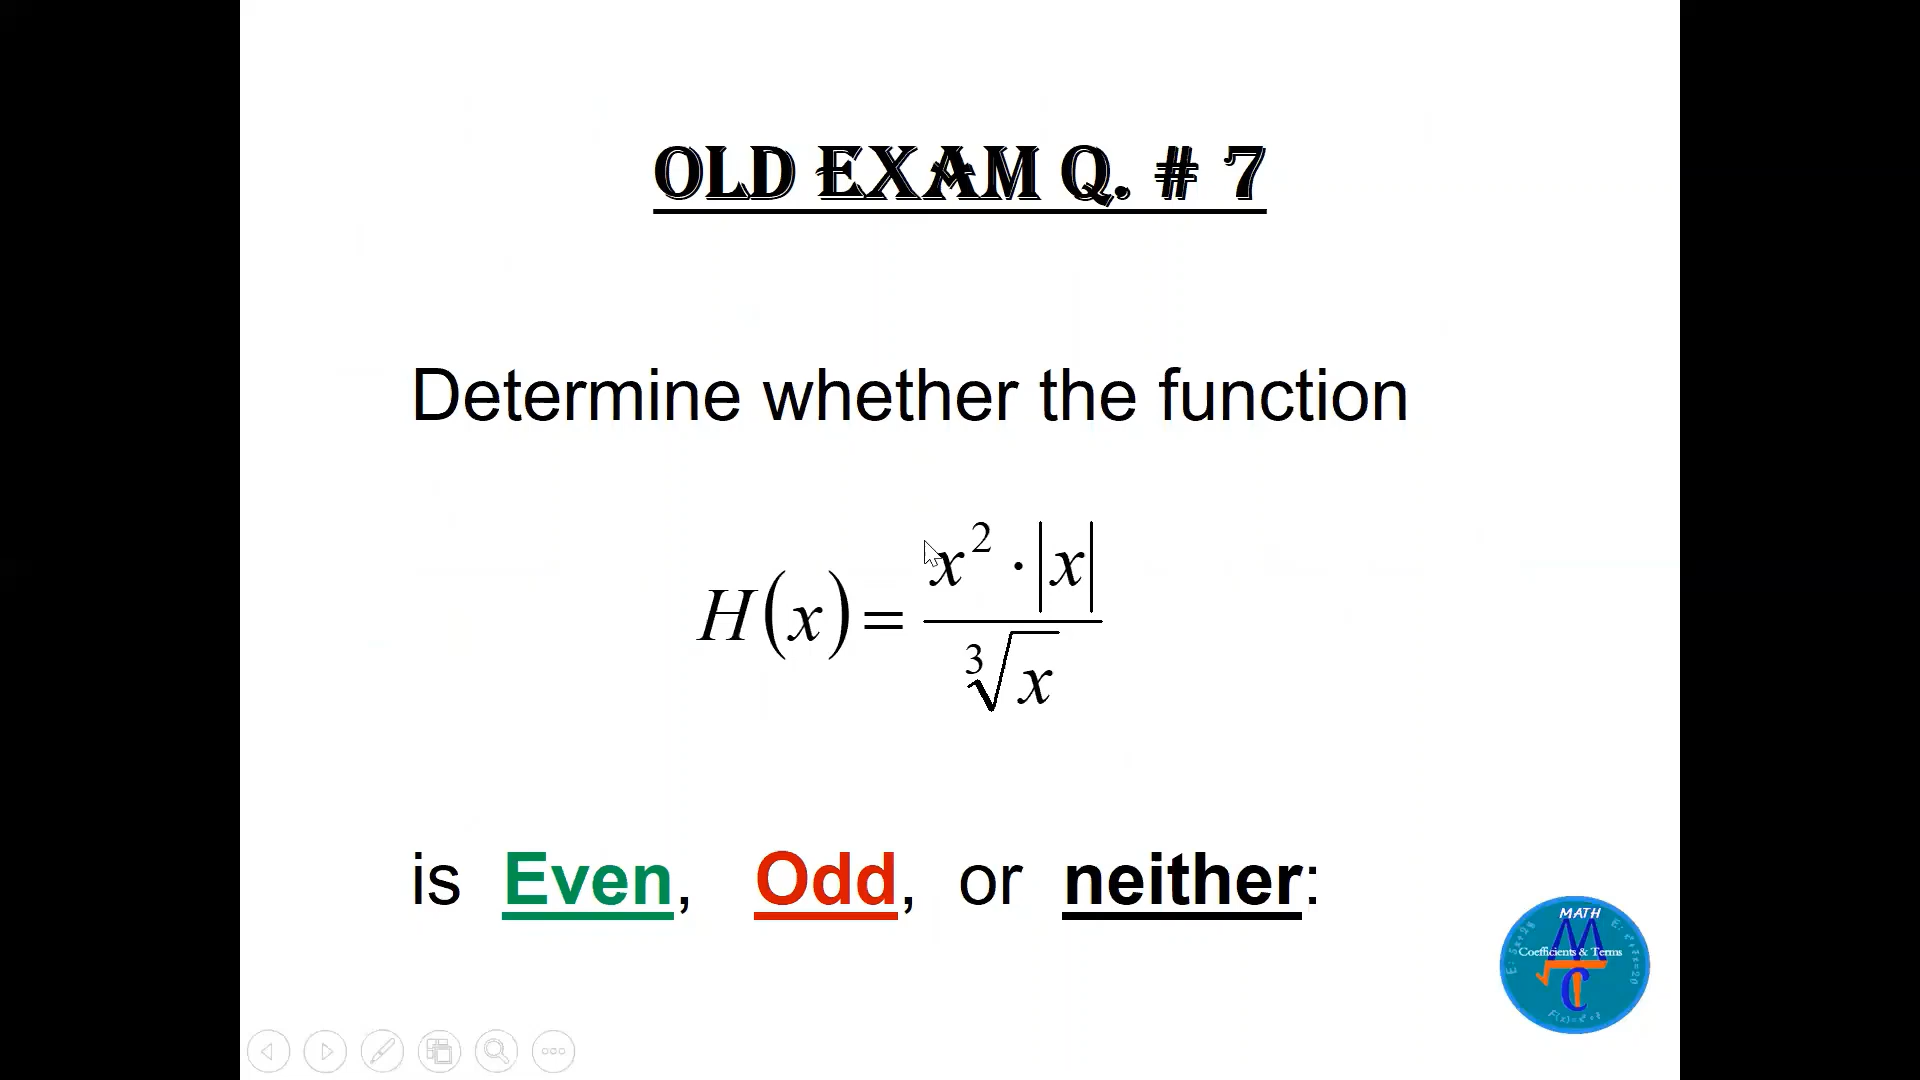 OLD EXAM Q. # 7
Determine whether the function
H(x) = x² · |x| / ∛x
is Even, Odd, or neither:
MATH
Coefficients & Terms